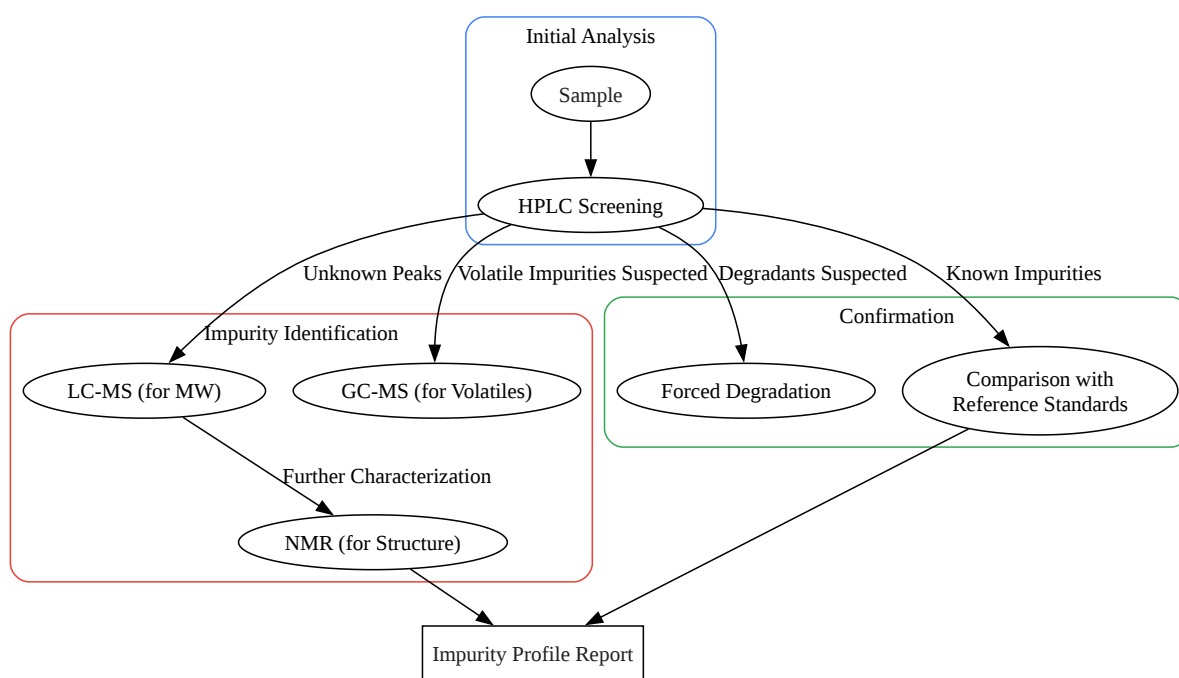 Initial Analysis
Sample
HPLC Screening
Unknown Peaks
Volatile Impurities Suspected
Degradants Suspected
Known Impurities
Impurity Identification
Confirmation
LC-MS (for MW)
GC-MS (for Volatiles)
Forced Degradation
Comparison with
Reference Standards
Further Characterization
NMR (for Structure)
Impurity Profile Report